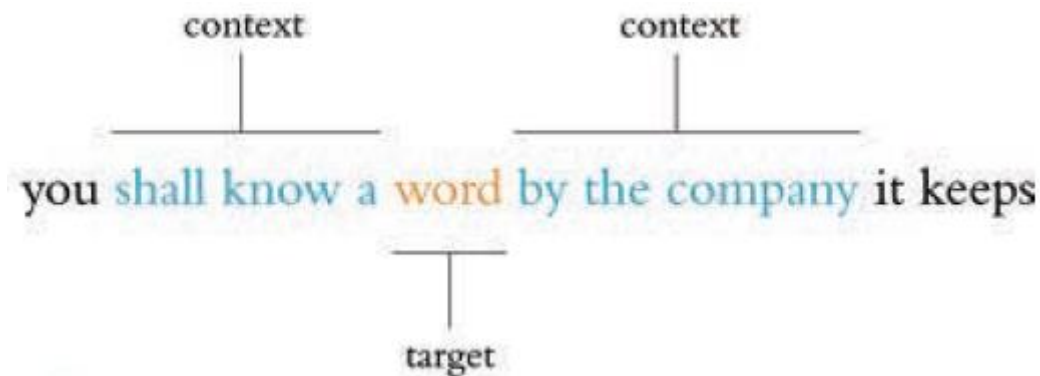 context context
you shall know a word by the company it keeps
target